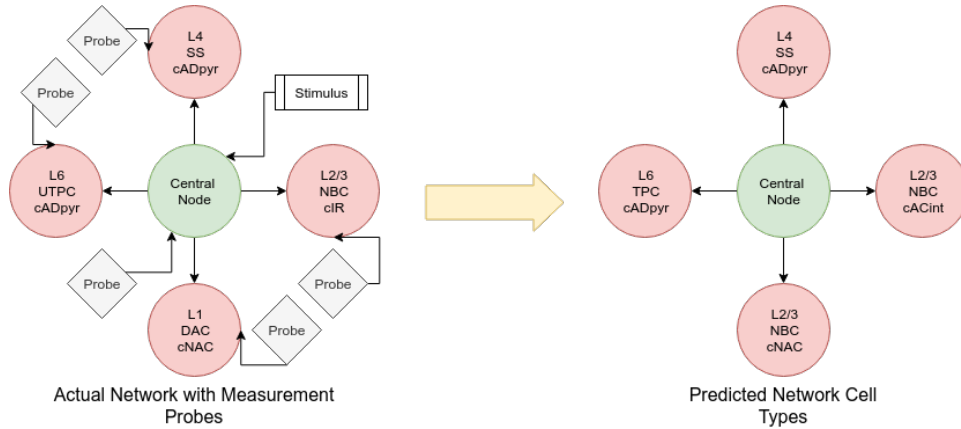 Probe
L4
SS
cADpyr
Probe
Stimulus
L6
UTPC
cADpyr
Central
Node
L2/3
NBC
cIR
Probe
Probe
Probe
L1
DAC
cNAC
Actual Network with Measurement
Probes
L4
SS
cADpyr
L6
TPC
cADpyr
Central
Node
L2/3
NBC
cACint
L2/3
NBC
cNAC
Predicted Network Cell
Types